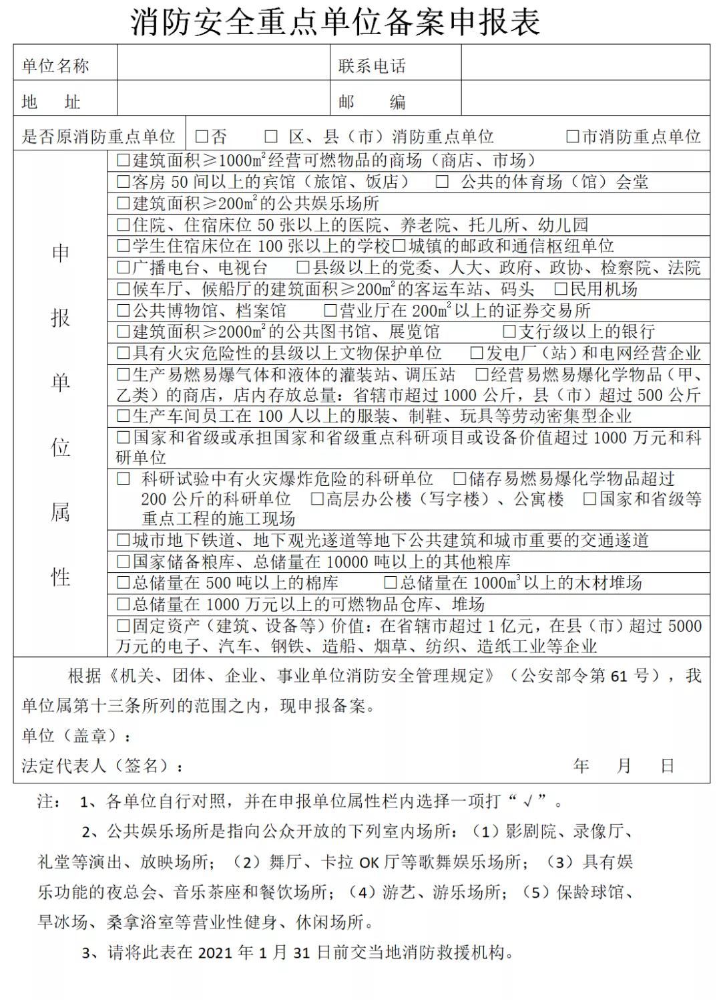 消防安全重点单位备案申报表
单位名称 联系电话
地 址 邮 编
是否原消防重点单位 □否 □ 区、县（市）消防重点单位 □市消防重点单位
申报单位属性
□建筑面积≥1000m²经营可燃物品的商场（商店、市场）
□客房 50 间以上的宾馆（旅馆、饭店） □ 公共的体育场（馆）会堂
□建筑面积≥200m²的公共娱乐场所
□住院、住宿床位 50 张以上的医院、养老院、托儿所、幼儿园
□学生住宿床位在 100 张以上的学校□城镇的邮政和通信枢纽单位
□广播电台、电视台 □县级以上的党委、人大、政府、政协、检察院、法院
□候车厅、候船厅的建筑面积≥200m²的客运车站、码头 □民用机场
□公共博物馆、档案馆 □营业厅在 200m²以上的证券交易所
□建筑面积≥2000m²的公共图书馆、展览馆 □支行级以上的银行
□具有火灾危险性的县级以上文物保护单位 □发电厂（站）和电网经营企业
□生产易燃易爆气体和液体的灌装站、调压站 □经营易燃易爆化学物品（甲、
乙类）的商店，店内存放总量：省辖市超过 1000 公斤，县（市）超过 500 公斤
□生产车间员工在 100 人以上的服装、制鞋、玩具等劳动密集型企业
□国家和省级或承担国家和省级重点科研项目或设备价值超过 1000 万元和科
研单位
□ 科研试验中有火灾爆炸危险的科研单位 □储存易燃易爆化学物品超过
200 公斤的科研单位 □高层办公楼（写字楼）、公寓楼 □国家和省级等
重点工程的施工现场
□城市地下铁道、地下观光遂道等地下公共建筑和城市重要的交通遂道
□国家储备粮库、总储量在 10000 吨以上的其他粮库
□总储量在 500 吨以上的棉库 □总储量在 1000m³以上的木材堆场
□总储量在 1000 万元以上的可燃物品仓库、堆场
□固定资产（建筑、设备等）价值：在省辖市超过 1 亿元，在县（市）超过 5000
万元的电子、汽车、钢铁、造船、烟草、纺织、造纸工业等企业
根据《机关、团体、企业、事业单位消防安全管理规定》（公安部令第 61 号），我
单位属第十三条所列的范围之内，现申报备案。
单位（盖章）：
法定代表人（签名）： 年 月 日
注： 1、各单位自行对照，并在申报单位属性栏内选择一项打“√”。
2、公共娱乐场所是指向公众开放的下列室内场所：（1）影剧院、录像厅、
礼堂等演出、放映场所；（2）舞厅、卡拉 OK 厅等歌舞娱乐场所；（3）具有娱
乐功能的夜总会、音乐茶座和餐饮场所；（4）游艺、游乐场所；（5）保龄球馆、
旱冰场、桑拿浴室等营业性健身、休闲场所。
3、请将此表在 2021 年 1 月 31 日前交当地消防救援机构。